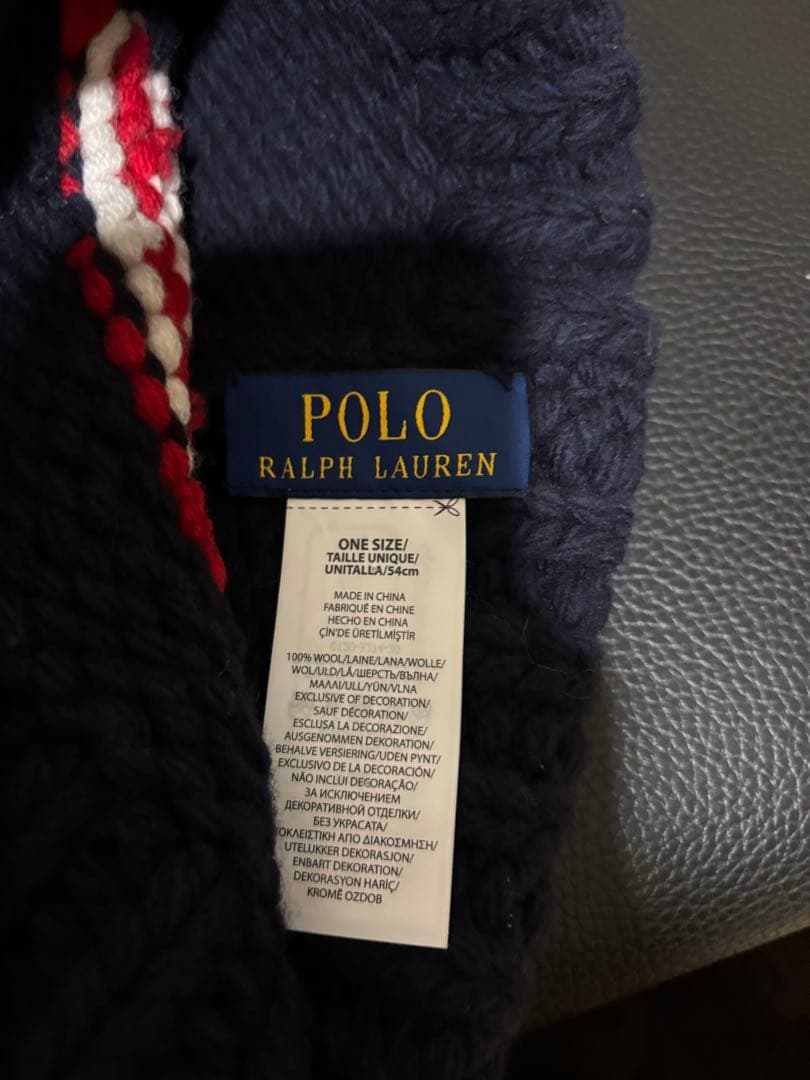 POLO
RALPH LAUREN
ONE SIZE/
TAILLE UNIQUE/
UNITALLA/54cm
MADE IN CHINA
FABRIQUÉ EN CHINE
HECHO EN CHINA
ÇİN'DE ÜRETİLMİŞTİR
100% WOOL/LAINE/LANA/WOLLE/
WOL/ULD/LÃ/ШЕРСТЬ/ВЪЛНА/
ΜΑΛΛΙ/ULL/YÜN/VLNA
EXCLUSIVE OF DECORATION/
SAUF DÉCORATION/
ESCLUSA LA DECORAZIONE/
AUSGENOMMEN DEKORATION/
BEHALVE VERSIERING/UDEN PYNT/
EXCLUSIVO DE LA DECORACIÓN/
NÃO INCLUI DECORAÇÃO/
ЗА ИСКЛЮЧЕНИЕМ
ДЕКОРАТИВНОЙ ОТДЕЛКИ/
БЕЗ УКРАСА/
ΟΚΛΕΙΣΤΙΚΗ ΑΠΟ ΔΙΑΚΟΣΜΗΣΗ/
UTELUKKER DEKORASJON/
ENBART DEKORATION/
DEKORASYON HARİÇ/
KROMĚ OZDOB